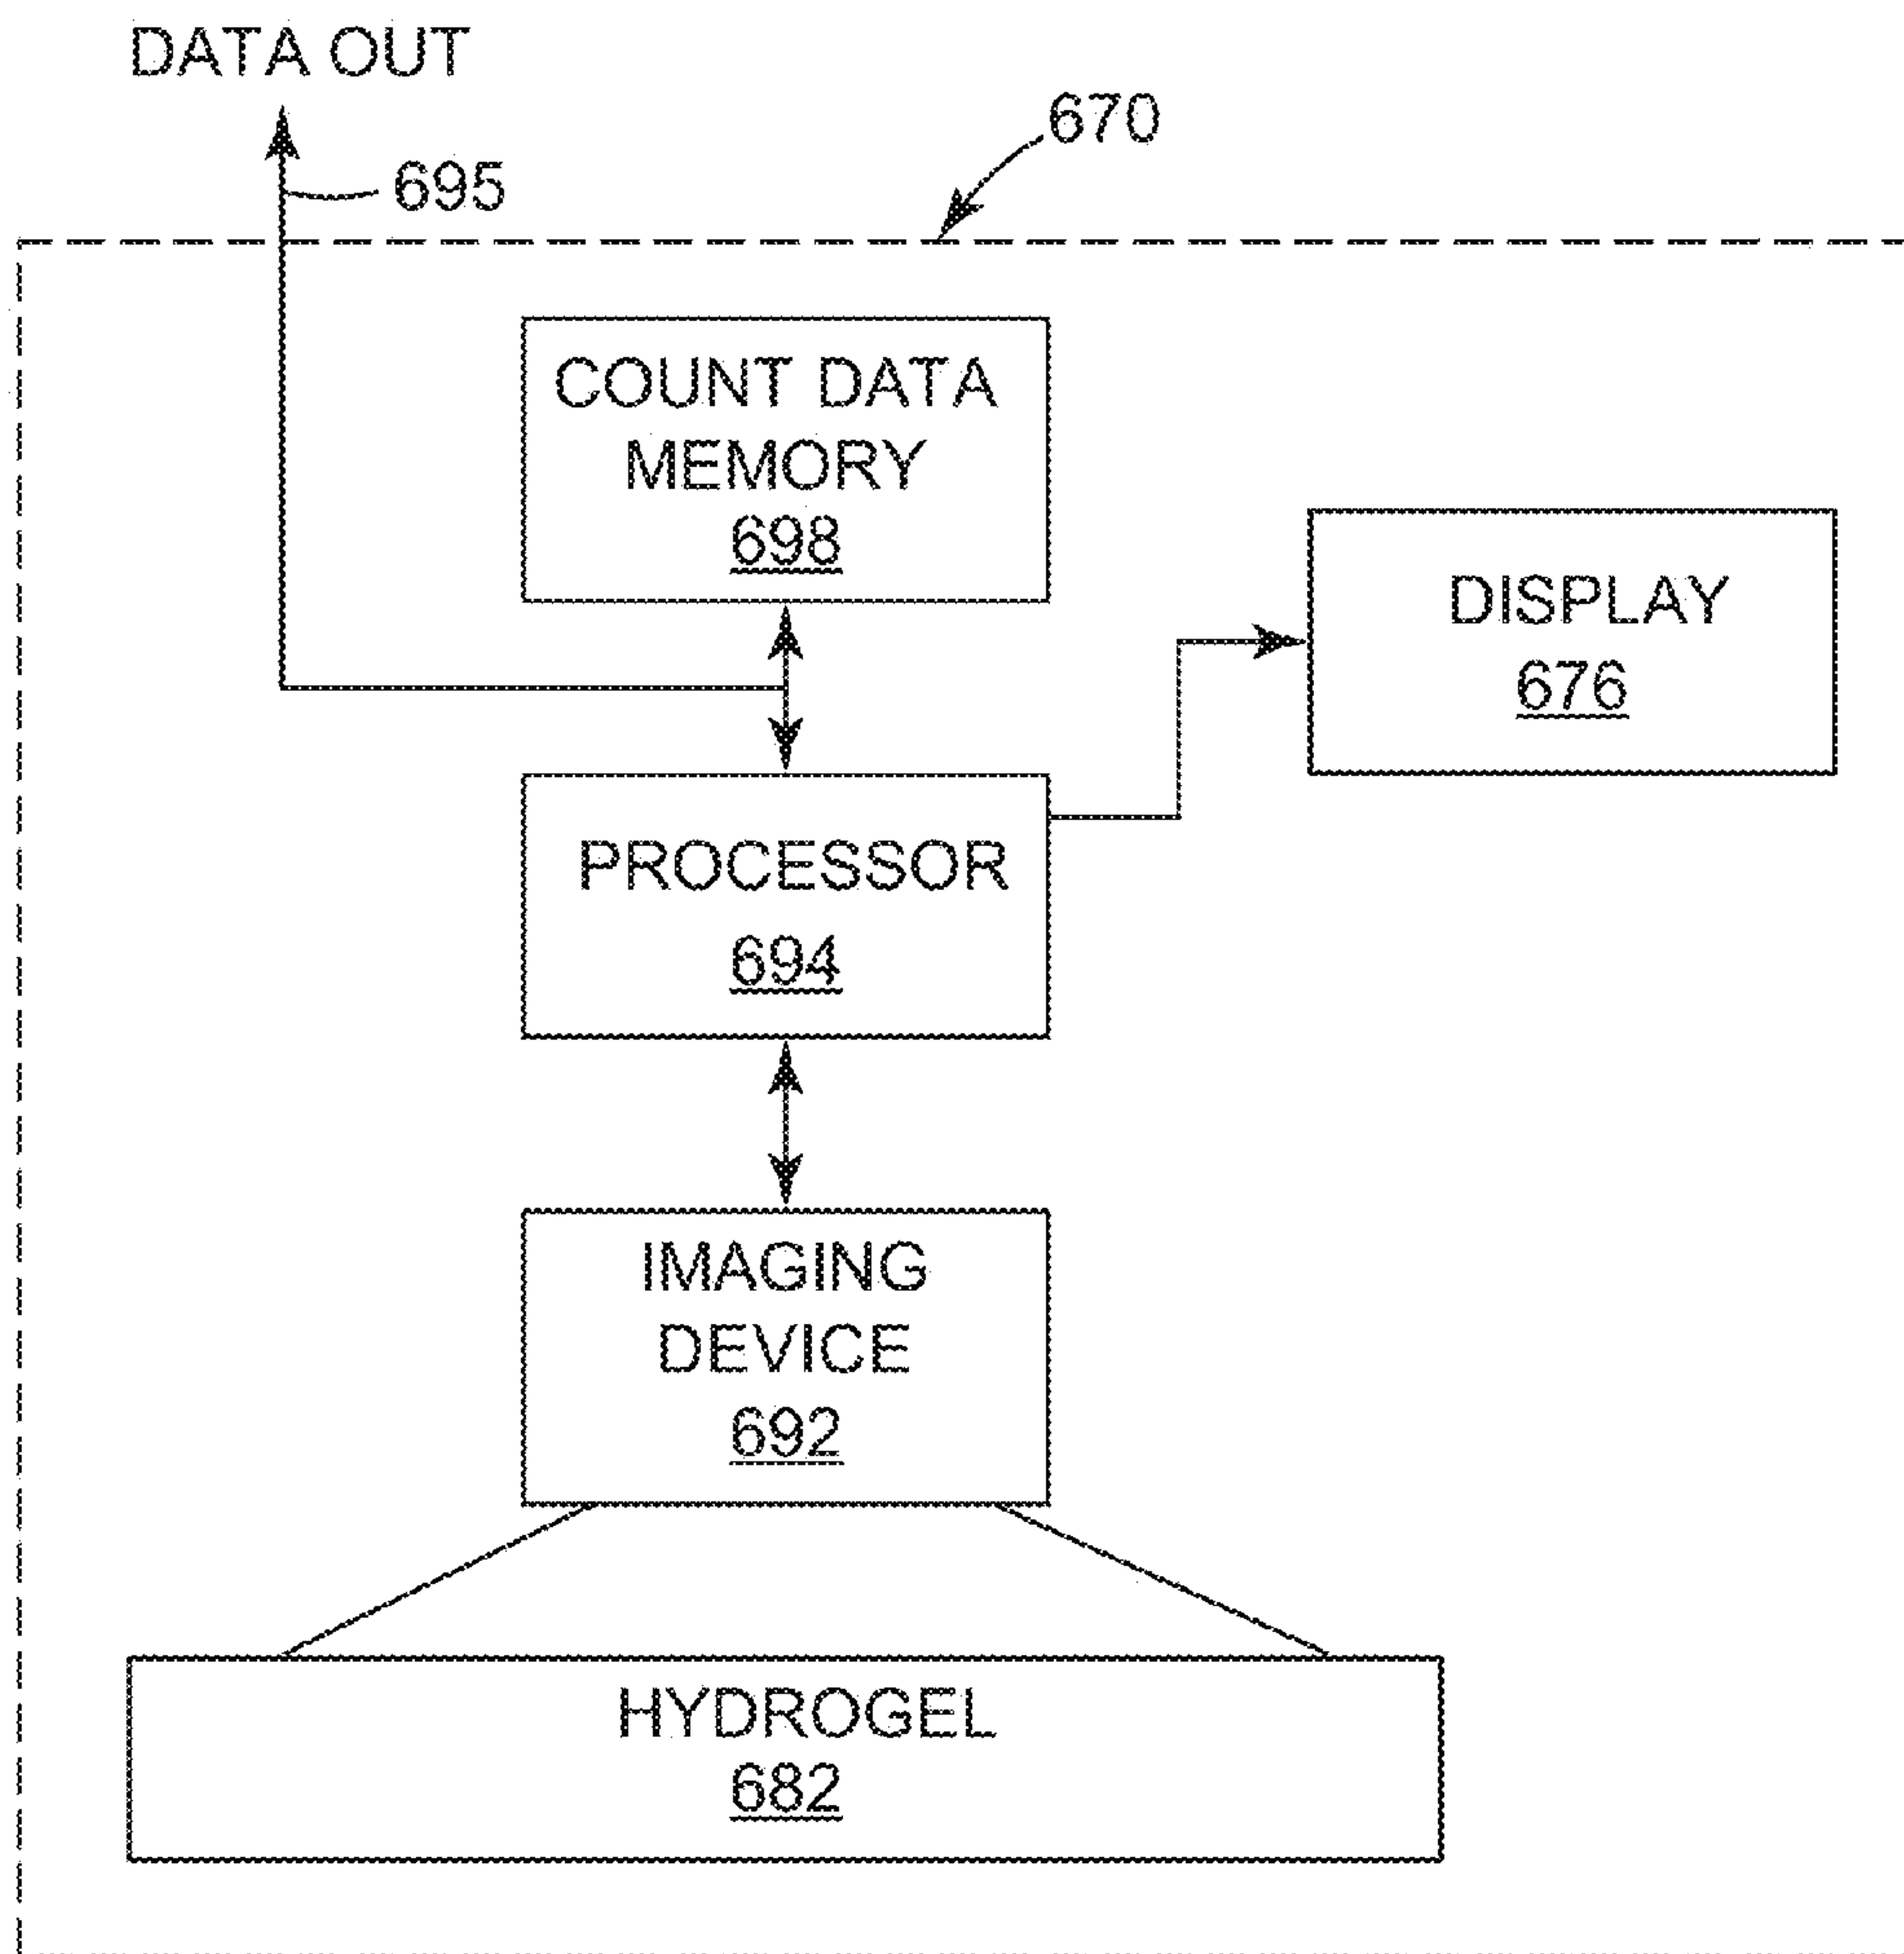 DATA OUT
670
695
COUNT DATA
MEMORY
698
DISPLAY
676
PROCESSOR
694
IMAGING
DEVICE
692
HYDROGEL
682